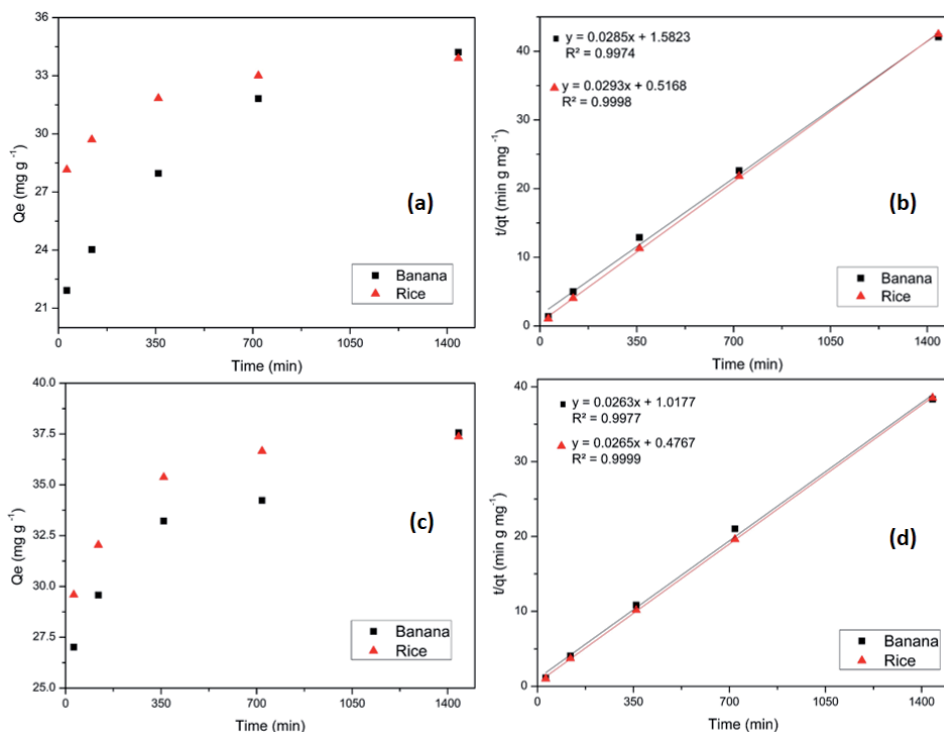 36
33
30
27
24
21
Qe (mg g⁻¹)
(a)
Banana
Rice
0
350
700
1050
1400
Time (min)
y = 0.0285x + 1.5823
R² = 0.9974
y = 0.0293x + 0.5168
R² = 0.9998
40
30
20
10
0
t/qt (min g mg⁻¹)
(b)
Banana
Rice
0
350
700
1050
1400
Time (min)
40.0
37.5
35.0
32.5
30.0
27.5
25.0
Qe (mg g⁻¹)
(c)
Banana
Rice
0
350
700
1050
1400
Time (min)
y = 0.0263x + 1.0177
R² = 0.9977
y = 0.0265x + 0.4767
R² = 0.9999
40
30
20
10
0
t/qt (min g mg⁻¹)
(d)
Banana
Rice
0
350
700
1050
1400
Time (min)